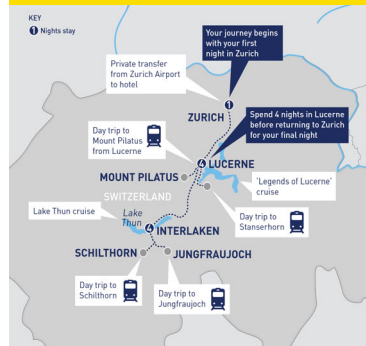 KEY
1 Nights stay
Your journey begins
with your first
night in Zurich
Private transfer
from Zurich Airport
to hotel
1
ZURICH
Spend 4 nights in Lucerne
before returning to Zurich
for your final night
Day trip to
Mount Pilatus
from Lucerne
4 LUCERNE
MOUNT PILATUS
'Legends of Lucerne'
cruise
SWITZERLAND
Lake Thun cruise
Lake
Thun
Day trip to
Stanserhorn
4 INTERLAKEN
SCHILTHORN
JUNGFRAUJOCH
Day trip to
Schilthorn
Day trip to
Jungfraujoch